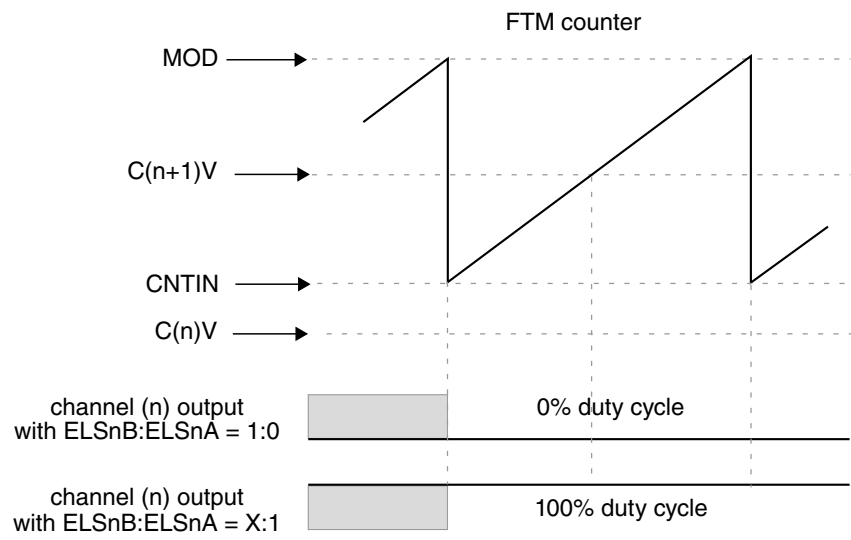 FTM counter
MOD
C(n+1)V
CNTIN
C(n)V
channel (n) output
with ELSnB:ELSnA = 1:0
0% duty cycle
channel (n) output
with ELSnB:ELSnA = X:1
100% duty cycle